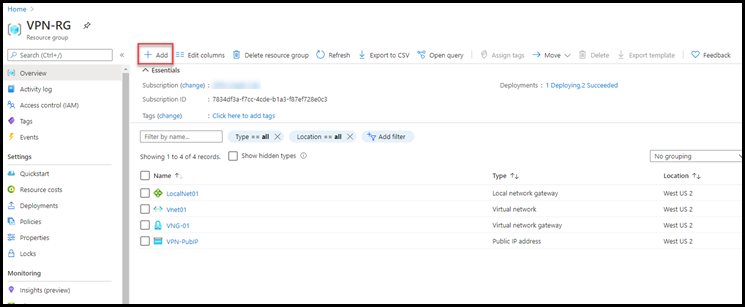 Home >
VPN-RG
Resource group
Search (Ctrl+/)
«
Overview
Activity log
Access control (IAM)
Tags
Events
Settings
Quickstart
Resource costs
Deployments
Policies
Properties
Locks
Monitoring
Insights (preview)
+ Add Edit columns Delete resource group Refresh Export to CSV Open query Assign tags Move Delete Export template Feedback
Essentials
Subscription (change) : Deployments : 1 Deploying,2 Succeeded
Subscription ID : 7834df3a-f7cc-4cde-b1a3-f87ef728e0c3
Tags (change) : Click here to add tags
Filter by name... Type == all Location == all Add filter
Showing 1 to 4 of 4 records. Show hidden types No grouping
Name Type Location
LocalNet01 Local network gateway West US 2
Vnet01 Virtual network West US 2
VNG-01 Virtual network gateway West US 2
VPN-PubIP Public IP address West US 2